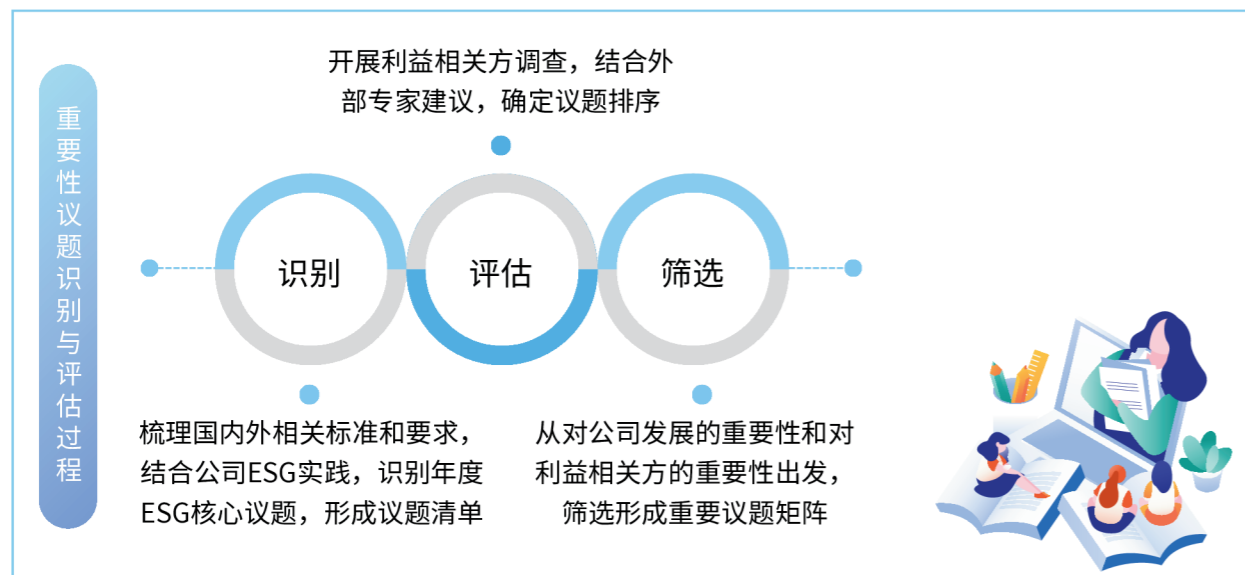 重要性议题识别与评估过程
开展利益相关方调查，结合外
部专家建议，确定议题排序
识别
评估
筛选
梳理国内外相关标准和要求，
结合公司ESG实践，识别年度
ESG核心议题，形成议题清单
从对公司发展的重要性和对
利益相关方的重要性出发，
筛选形成重要议题矩阵